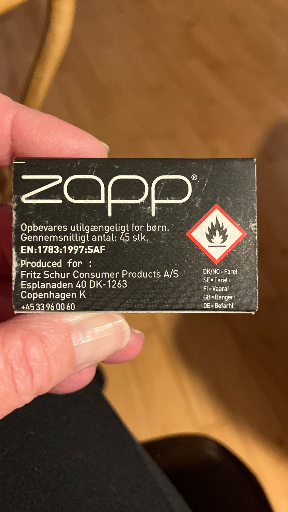 zapp®
Opbevares utilgængeligt for børn.
Gennemsnitligt antal: 45 stk.
EN:1783:1997:SAF
Produced for :
Fritz Schur Consumer Products A/S
Esplanaden 40 DK-1263
Copenhagen K
+45 33 96 00 60
DK/NO - Fare!
SE - Fara!
FI - Vaara!
GB - Danger!
DE - Gefahr!